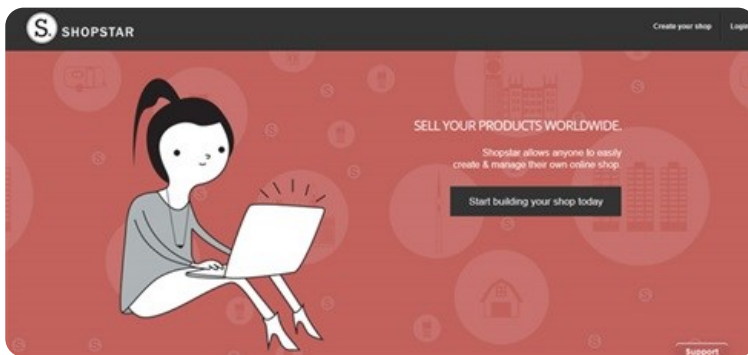 S. SHOPSTAR
Create your shop
Login
SELL YOUR PRODUCTS WORLDWIDE.
Shopstar allows anyone to easily
create & manage their own online shop.
Start building your shop today
Support